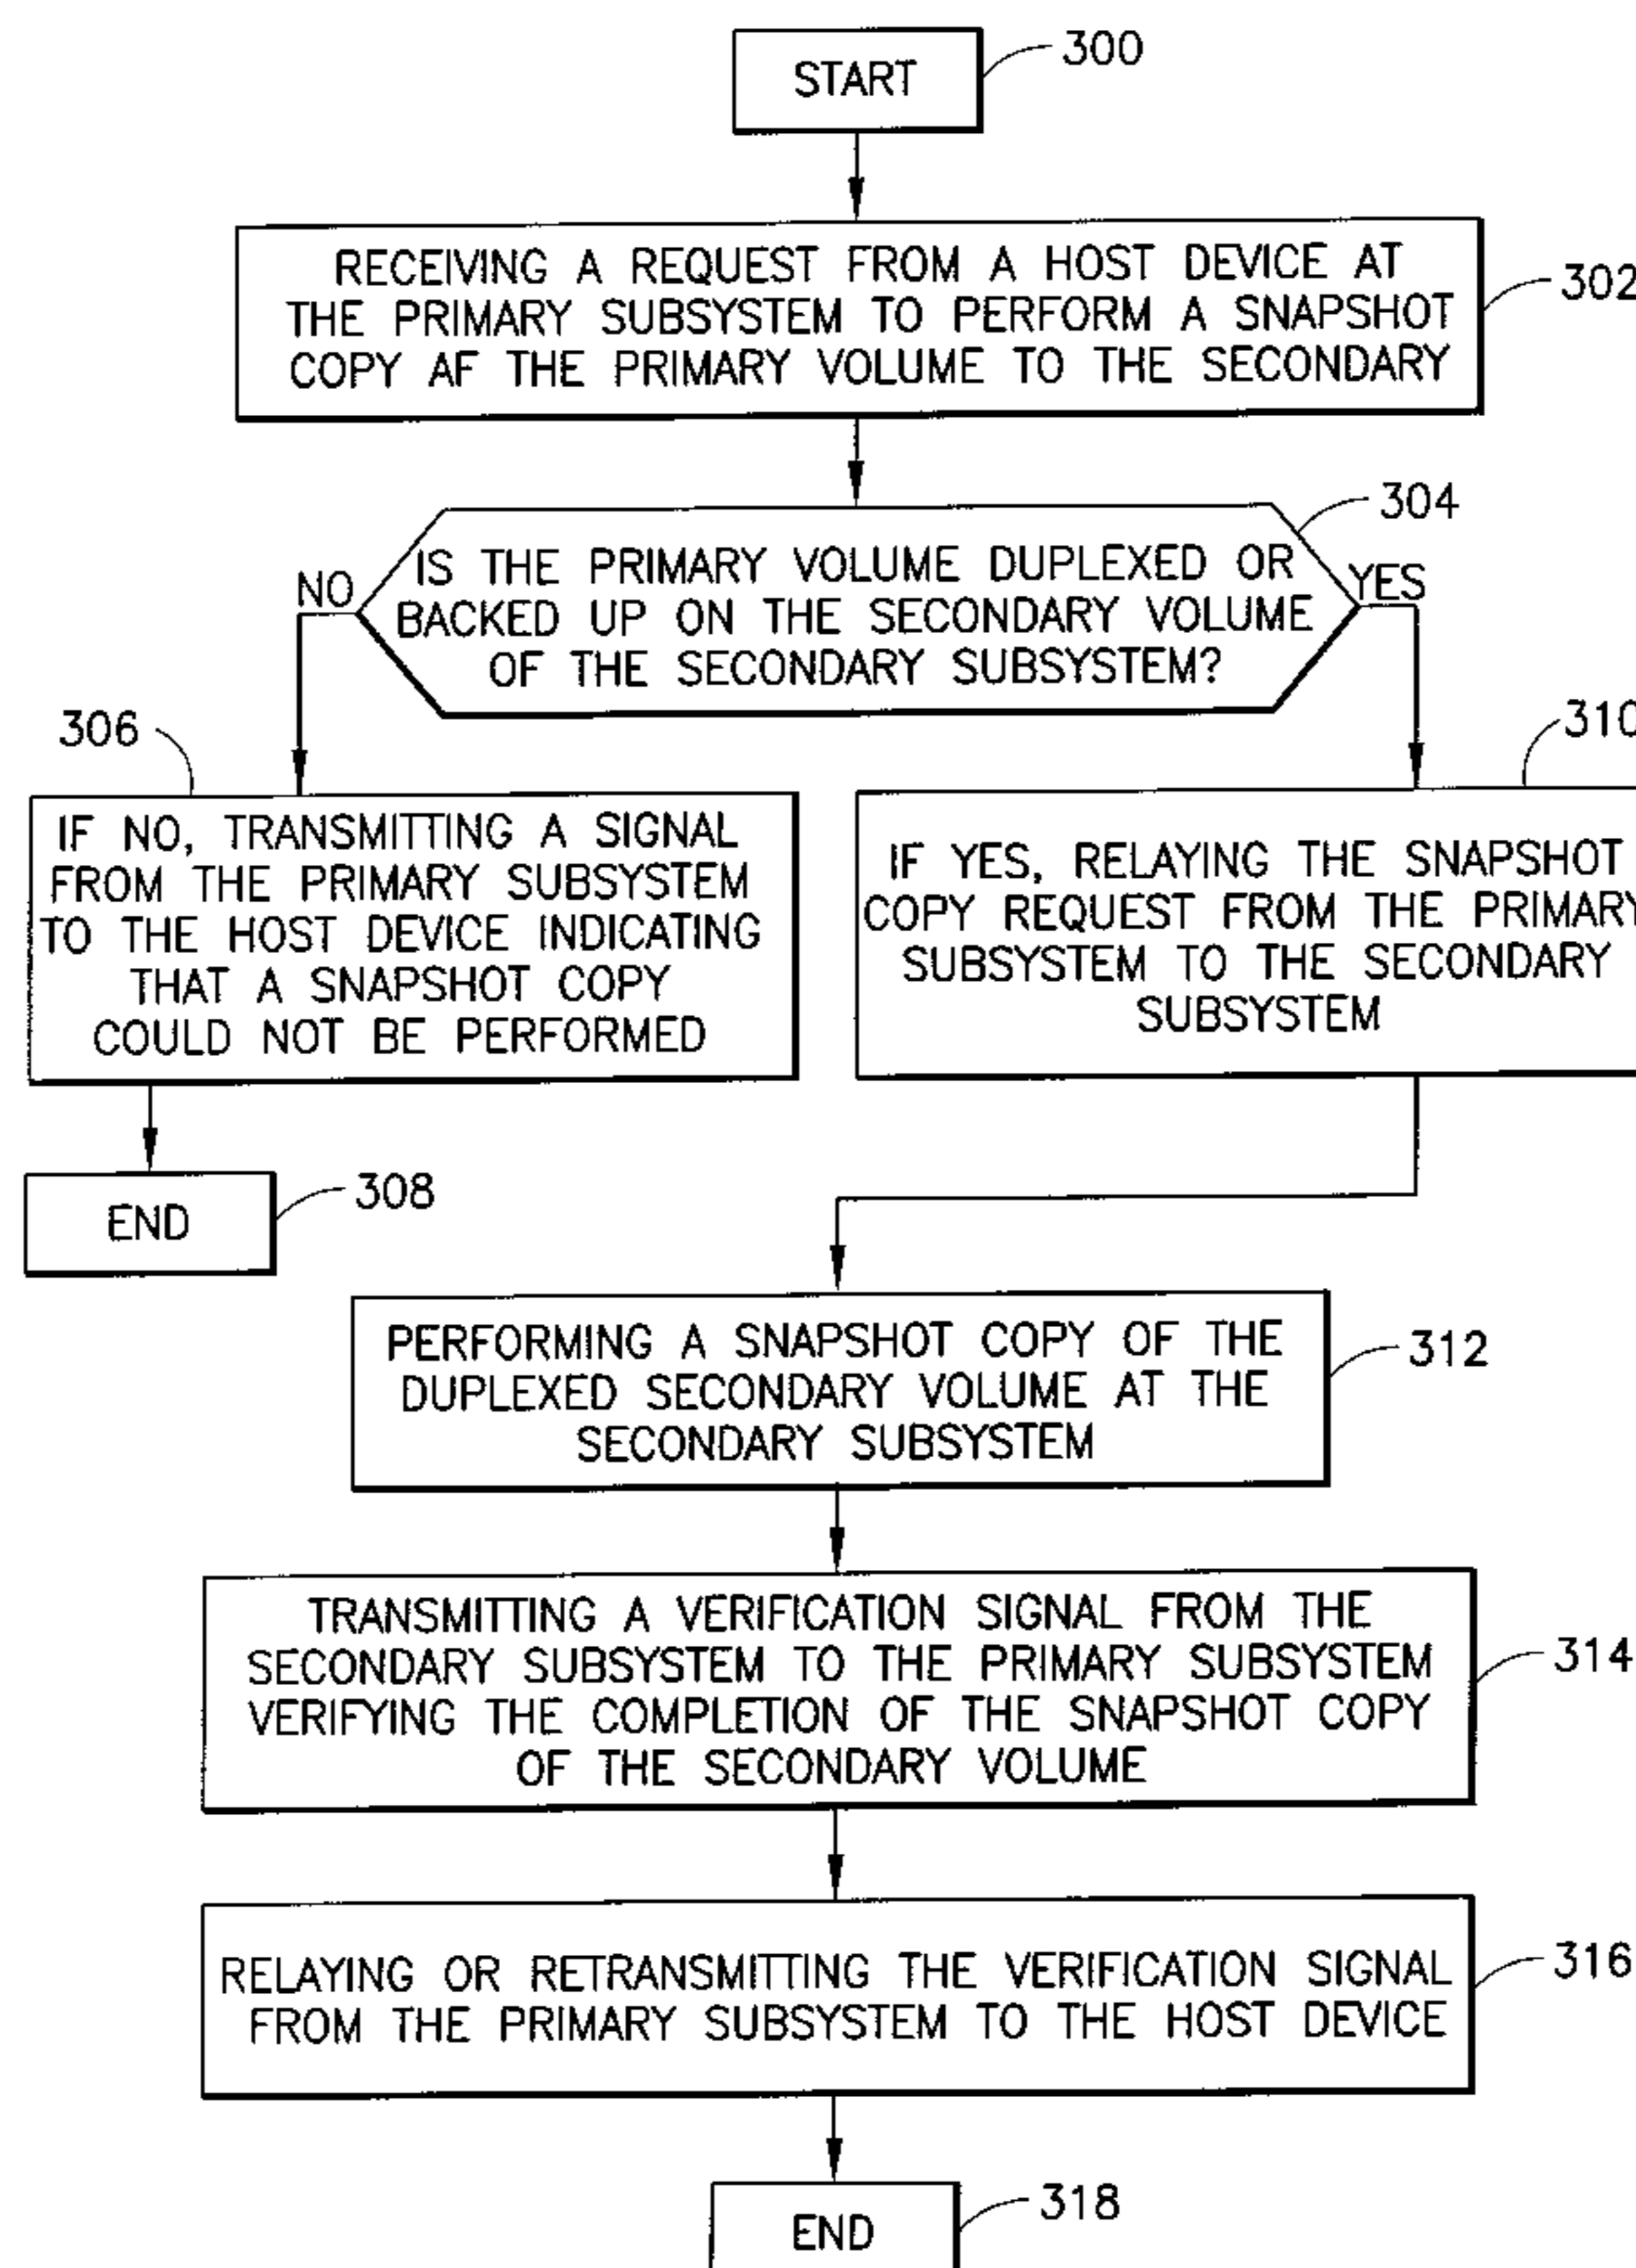 START
300
RECEIVING A REQUEST FROM A HOST DEVICE AT
THE PRIMARY SUBSYSTEM TO PERFORM A SNAPSHOT
COPY AF THE PRIMARY VOLUME TO THE SECONDARY
302
304
IS THE PRIMARY VOLUME DUPLEXED OR
BACKED UP ON THE SECONDARY VOLUME
OF THE SECONDARY SUBSYSTEM?
NO
YES
306
IF NO, TRANSMITTING A SIGNAL
FROM THE PRIMARY SUBSYSTEM
TO THE HOST DEVICE INDICATING
THAT A SNAPSHOT COPY
COULD NOT BE PERFORMED
310
IF YES, RELAYING THE SNAPSHOT
COPY REQUEST FROM THE PRIMARY
SUBSYSTEM TO THE SECONDARY
SUBSYSTEM
END
308
PERFORMING A SNAPSHOT COPY OF THE
DUPLEXED SECONDARY VOLUME AT THE
SECONDARY SUBSYSTEM
312
TRANSMITTING A VERIFICATION SIGNAL FROM THE
SECONDARY SUBSYSTEM TO THE PRIMARY SUBSYSTEM
VERIFYING THE COMPLETION OF THE SNAPSHOT COPY
OF THE SECONDARY VOLUME
314
RELAYING OR RETRANSMITTING THE VERIFICATION SIGNAL
FROM THE PRIMARY SUBSYSTEM TO THE HOST DEVICE
316
END
318